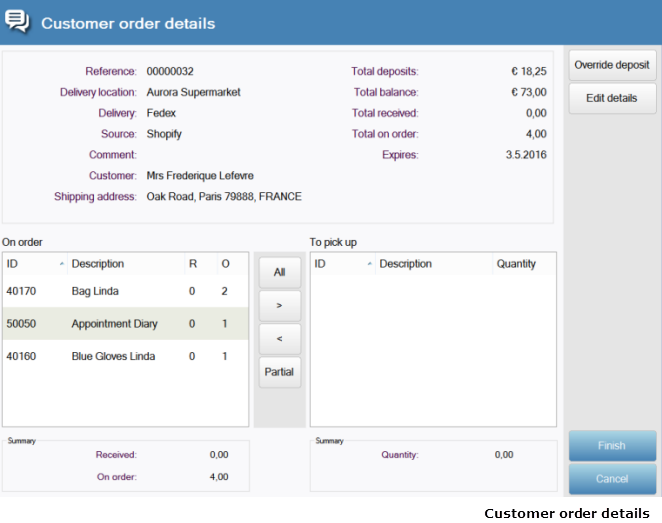 Customer order details
Reference: 00000032 Total deposits: € 18,25 Override deposit
Delivery location: Aurora Supermarket Total balance: € 73,00 Edit details
Delivery: Fedex Total received: 0,00
Source: Shopify Total on order: 4,00
Comment: Expires: 3.5.2016
Customer: Mrs Frederique Lefevre
Shipping address: Oak Road, Paris 79888, FRANCE
On order To pick up
ID Description R O All ID Description Quantity
40170 Bag Linda 0 2 >
50050 Appointment Diary 0 1 <
40160 Blue Gloves Linda 0 1 Partial
Summary Summary
Received: 0,00 Quantity: 0,00 Finish
On order: 4,00 Cancel
Customer order details